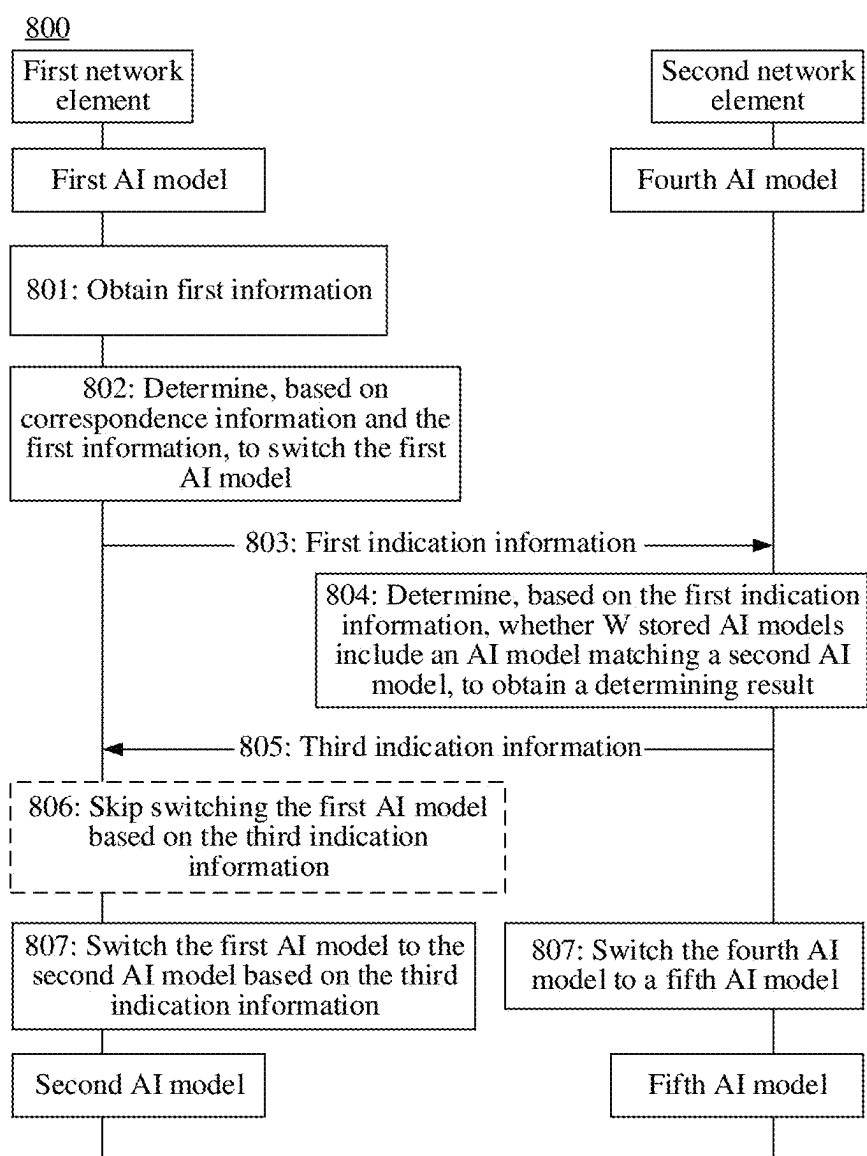 800
First network
element
Second network
element
First AI model
Fourth AI model
801: Obtain first information
802: Determine, based on
correspondence information and the
first information, to switch the first
AI model
803: First indication information
804: Determine, based on the first indication
information, whether W stored AI models
include an AI model matching a second AI
model, to obtain a determining result
805: Third indication information
806: Skip switching the first AI model
based on the third indication
information
807: Switch the first AI model to the
second AI model based on the third
indication information
807: Switch the fourth AI
model to a fifth AI model
Second AI model
Fifth AI model